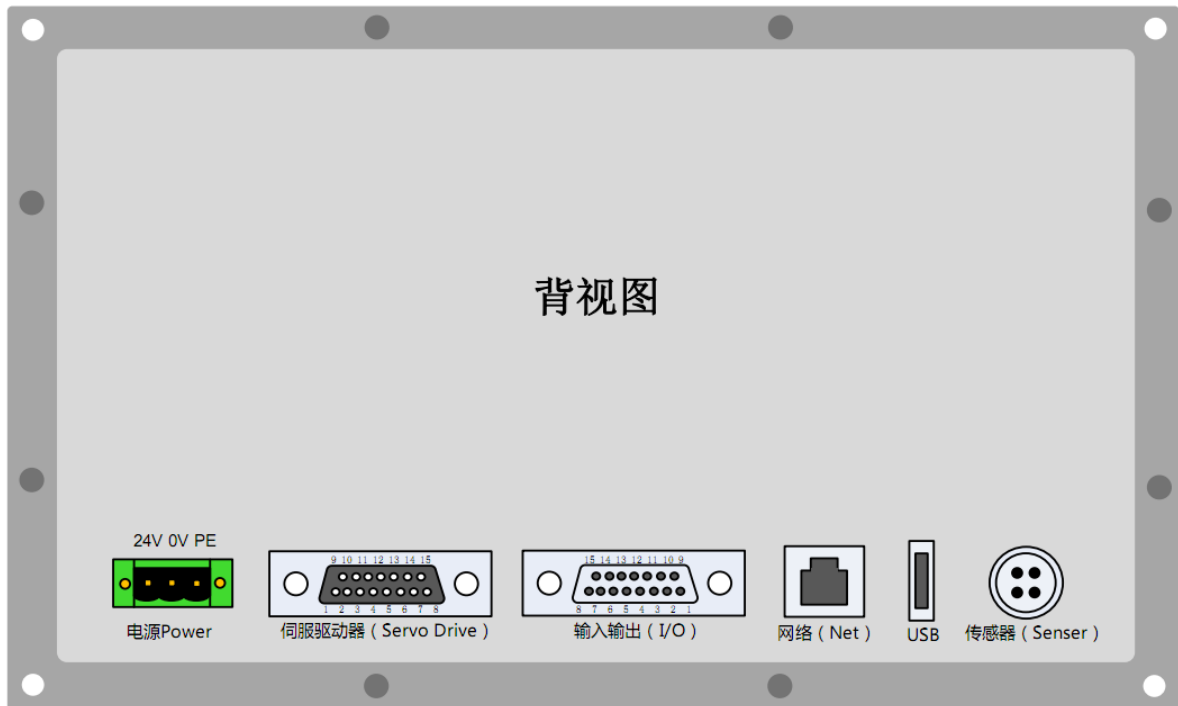 背视图
24V 0V PE
9 10 11 12 13 14 15
15 14 13 12 11 10 9
1 2 3 4 5 6 7 8
8 7 6 5 4 3 2 1
电源Power
伺服驱动器（Servo Drive）
输入输出（I/O）
网络（Net）
USB
传感器（Senser）